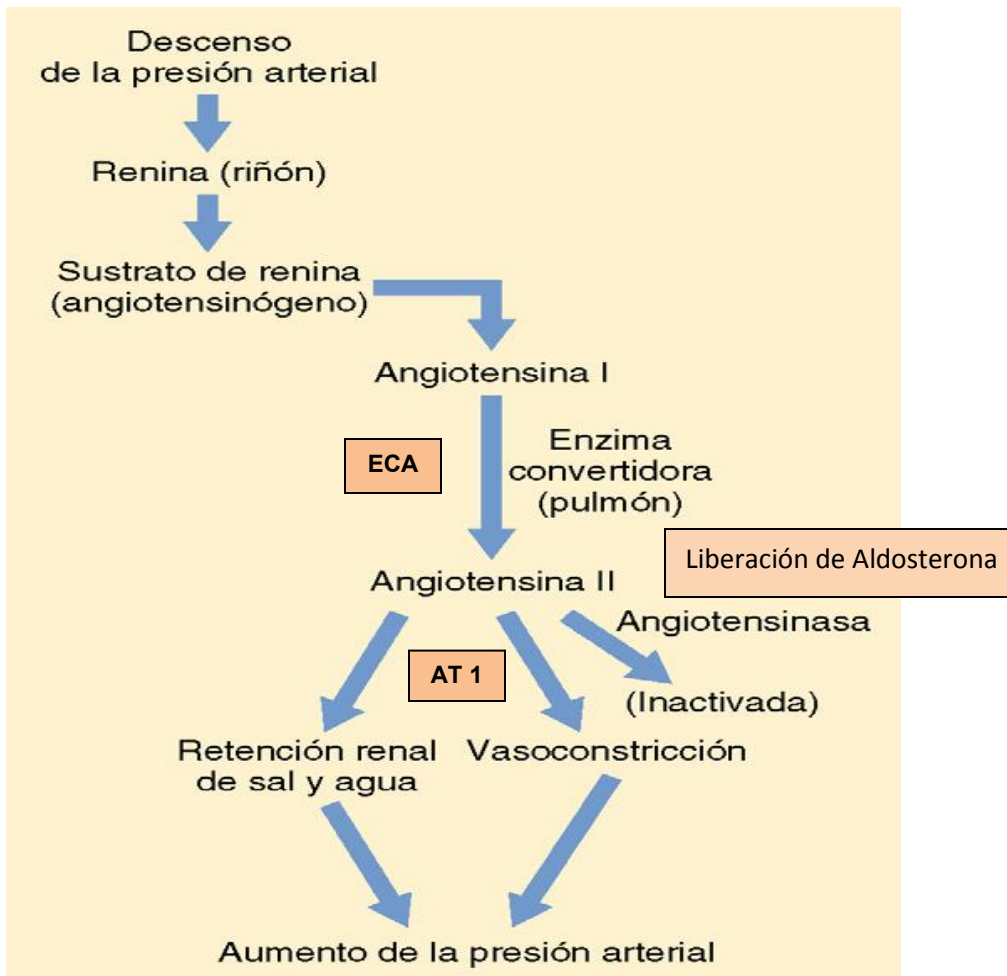 Descenso
de la presión arterial
Renina (riñón)
Sustrato de renina
(angiotensinógeno)
Angiotensina I
ECA
Enzima
convertidora
(pulmón)
Liberación de Aldosterona
Angiotensina II
Angiotensinasa
AT 1
(Inactivada)
Retención renal
de sal y agua
Vasoconstricción
Aumento de la presión arterial